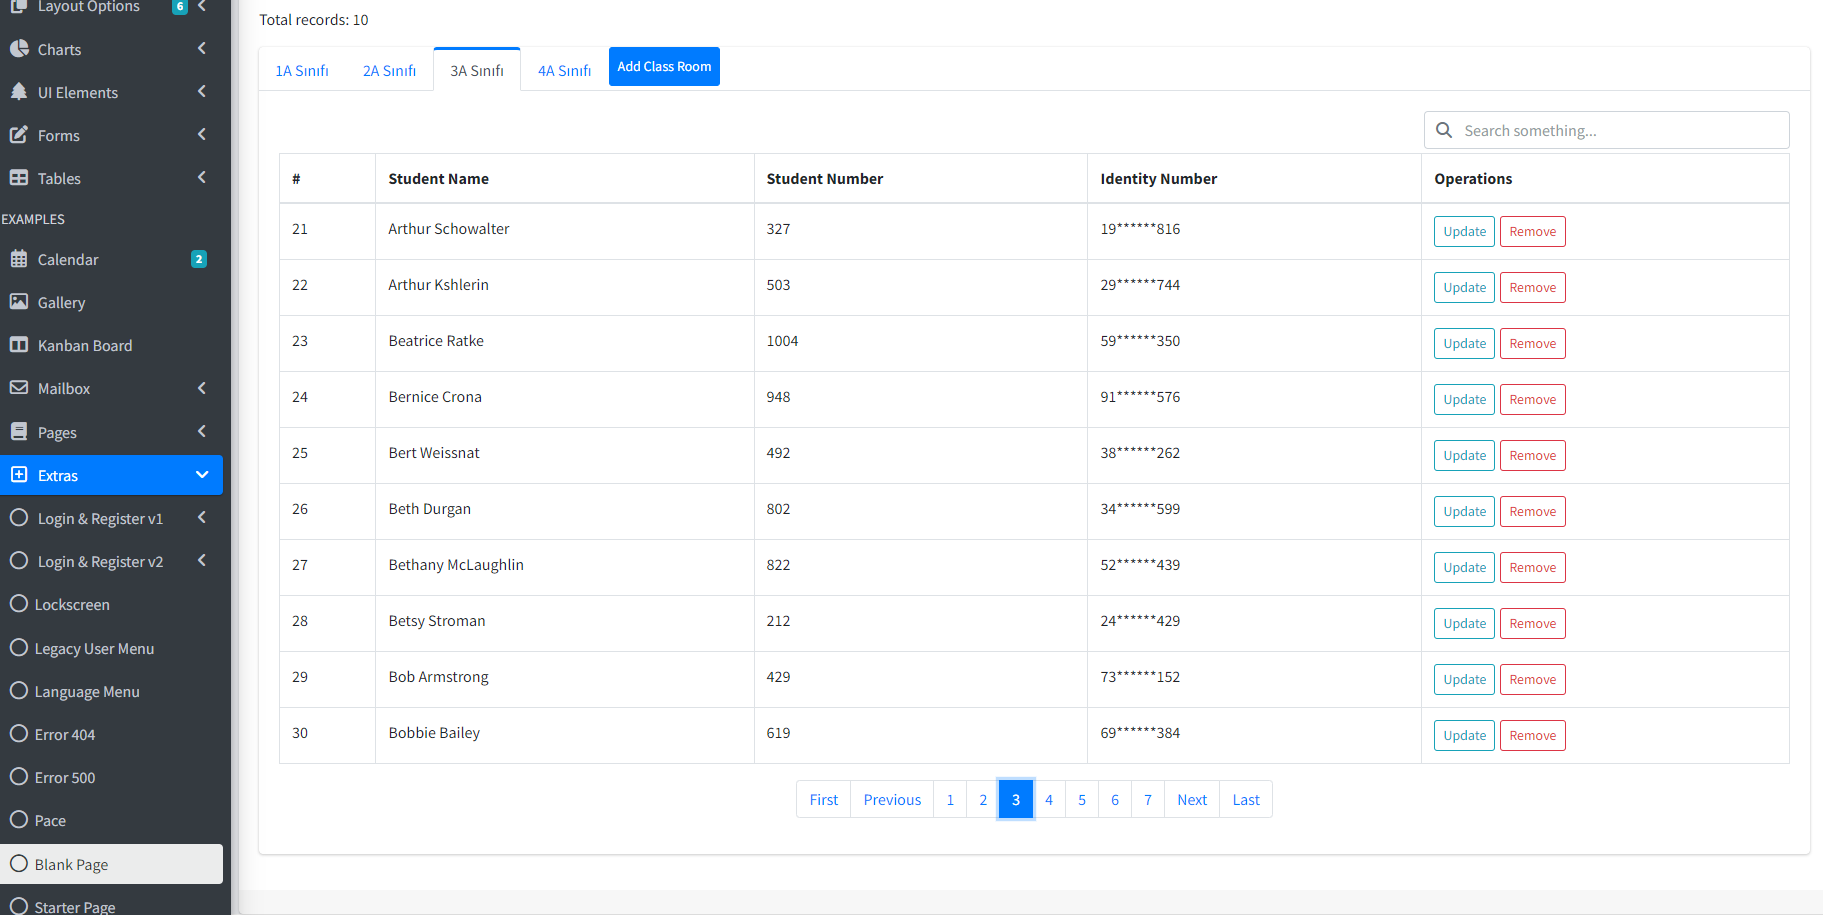 Layout Options 6
Charts
UI Elements
Forms
Tables
EXAMPLES
Calendar 2
Gallery
Kanban Board
Mailbox
Pages
Extras
Login & Register v1
Login & Register v2
Lockscreen
Legacy User Menu
Language Menu
Error 404
Error 500
Pace
Blank Page
Starter Page
Total records: 10
1A Sınıfı 2A Sınıfı 3A Sınıfı 4A Sınıfı Add Class Room
Search something...
# Student Name Student Number Identity Number Operations
21 Arthur Schowalter 327 19******816 Update Remove
22 Arthur Kshlerin 503 29******744 Update Remove
23 Beatrice Ratke 1004 59******350 Update Remove
24 Bernice Crona 948 91******576 Update Remove
25 Bert Weissnat 492 38******262 Update Remove
26 Beth Durgan 802 34******599 Update Remove
27 Bethany McLaughlin 822 52******439 Update Remove
28 Betsy Stroman 212 24******429 Update Remove
29 Bob Armstrong 429 73******152 Update Remove
30 Bobbie Bailey 619 69******384 Update Remove
First Previous 1 2 3 4 5 6 7 Next Last